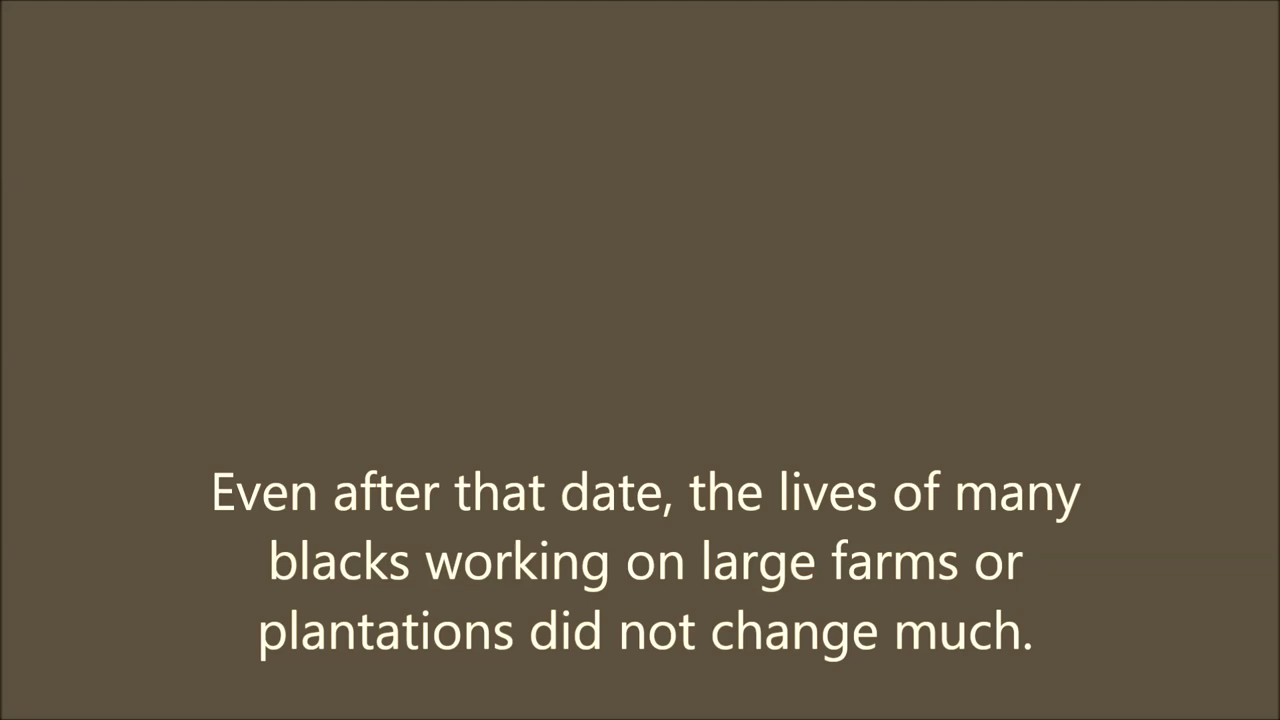 Even after that date, the lives of many
blacks working on large farms or
plantations did not change much.